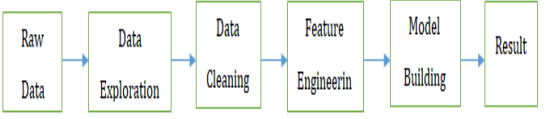 Raw
Data
Data
Exploration
Data
Cleaning
Feature
Engineerin
Model
Building
Result